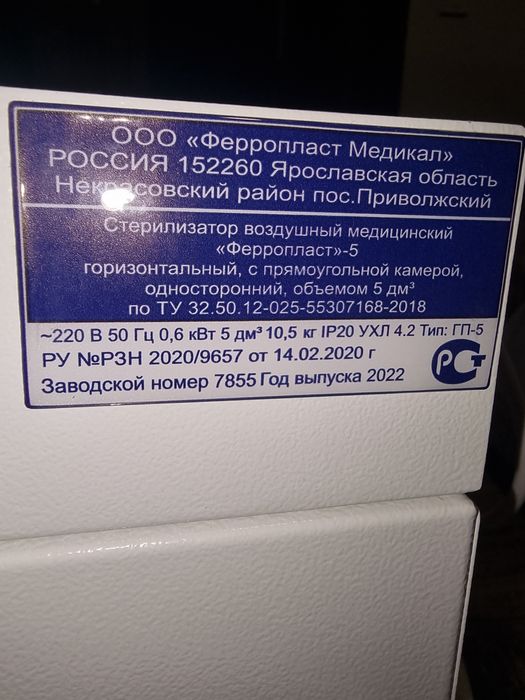 ООО «Ферропласт Медикал»
РОССИЯ 152260 Ярославская область
Некрасовский район пос.Приволжский
Стерилизатор воздушный медицинский
«Ферропласт»-5
горизонтальный, с прямоугольной камерой,
односторонний, объемом 5 дм³
по ТУ 32.50.12-025-55307168-2018
~220 В 50 Гц 0,6 кВт 5 дм³ 10,5 кг IP20 УХЛ 4.2 Тип: ГП-5
РУ №РЗН 2020/9657 от 14.02.2020 г
Заводской номер 7855 Год выпуска 2022
РСТ